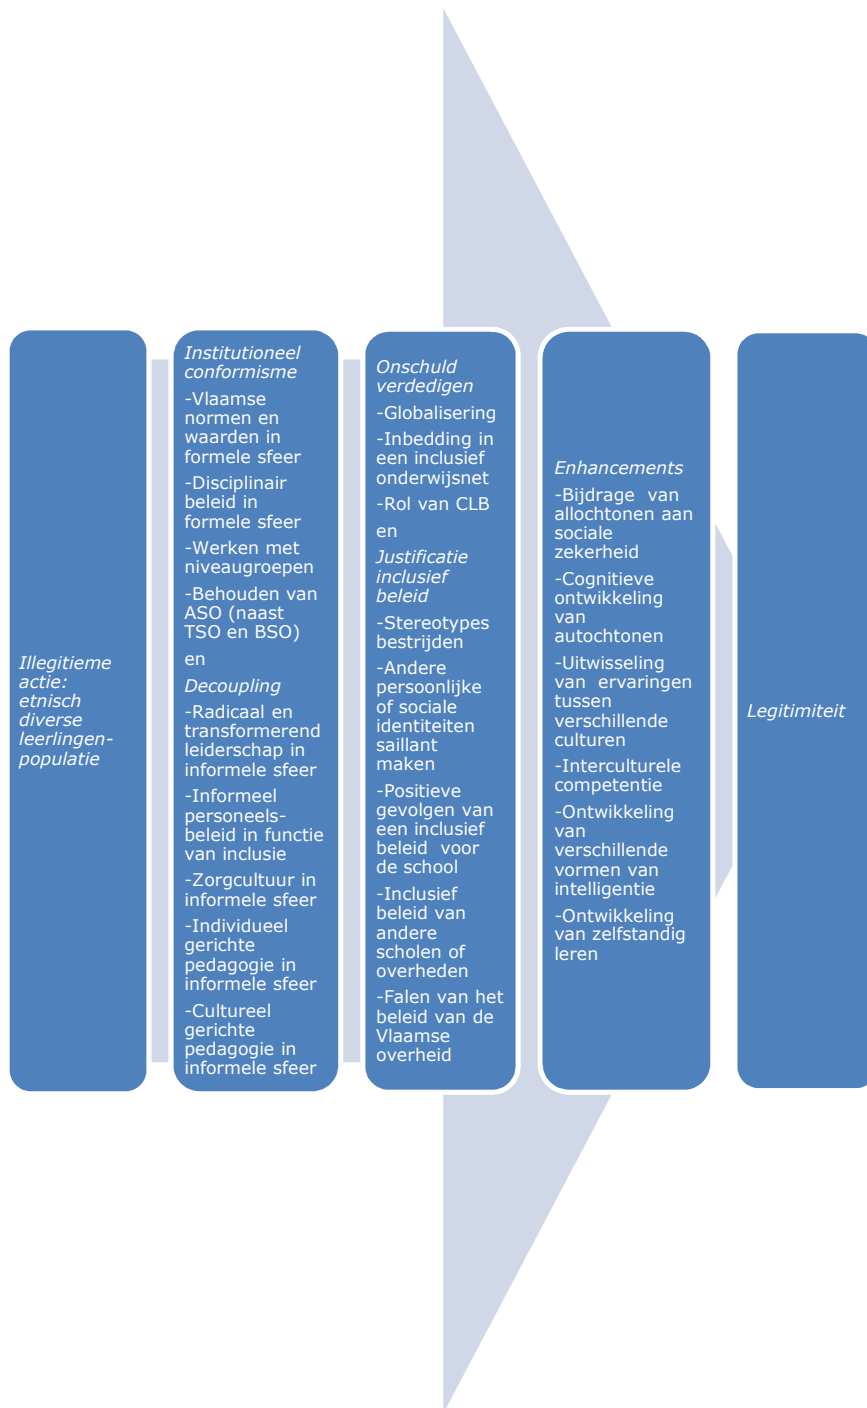 Illegitieme
actie:
etnisch
diverse
leerlingen-
populatie
Institutioneel
conformisme
-Vlaamse
normen en
waarden in
formele sfeer
-Disciplinair
beleid in
formele sfeer
-Werken met
niveaugroepen
-Behouden van
ASO (naast
TSO en BSO)
en
Decoupling
-Radicaal en
transformerend
leiderschap in
informele sfeer
-Informeel
personeels-
beleid in functie
van inclusie
-Zorgcultuur in
informele sfeer
-Individueel
gerichte
pedagogie in
informele sfeer
-Cultureel
gerichte
pedagogie in
informele sfeer
Onschuld
verdedigen
-Globalisering
-Inbedding in
een inclusief
onderwijsnet
-Rol van CLB
en
Justificatie
inclusief
beleid
-Stereotypes
bestrijden
-Andere
persoonlijke
of sociale
identiteiten
saillant
maken
-Positieve
gevolgen van
een inclusief
beleid voor
de school
-Inclusief
beleid van
andere
scholen of
overheden
-Falen van het
beleid van de
Vlaamse
overheid
Enhancements
-Bijdrage van
allochtonen aan
sociale
zekerheid
-Cognitieve
ontwikkeling
van
autochtonen
-Uitwisseling
van ervaringen
tussen
verschillende
culturen
-Interculturele
competentie
-Ontwikkeling
van
verschillende
vormen van
intelligentie
-Ontwikkeling
van zelfstandig
leren
Legitimiteit